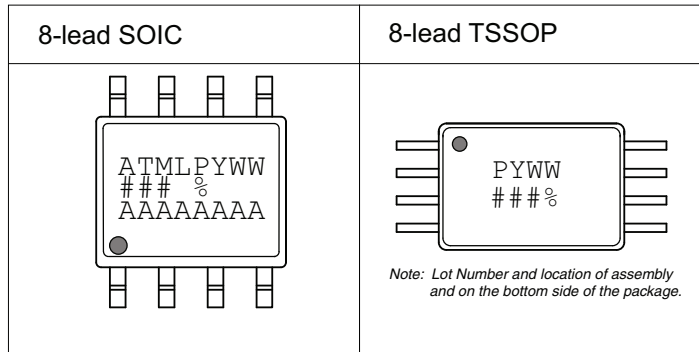 8-lead SOIC
ATMLPYWW
### %
AAAAAAAA
8-lead TSSOP
PYWW
###%
Note: Lot Number and location of assembly
and on the bottom side of the package.